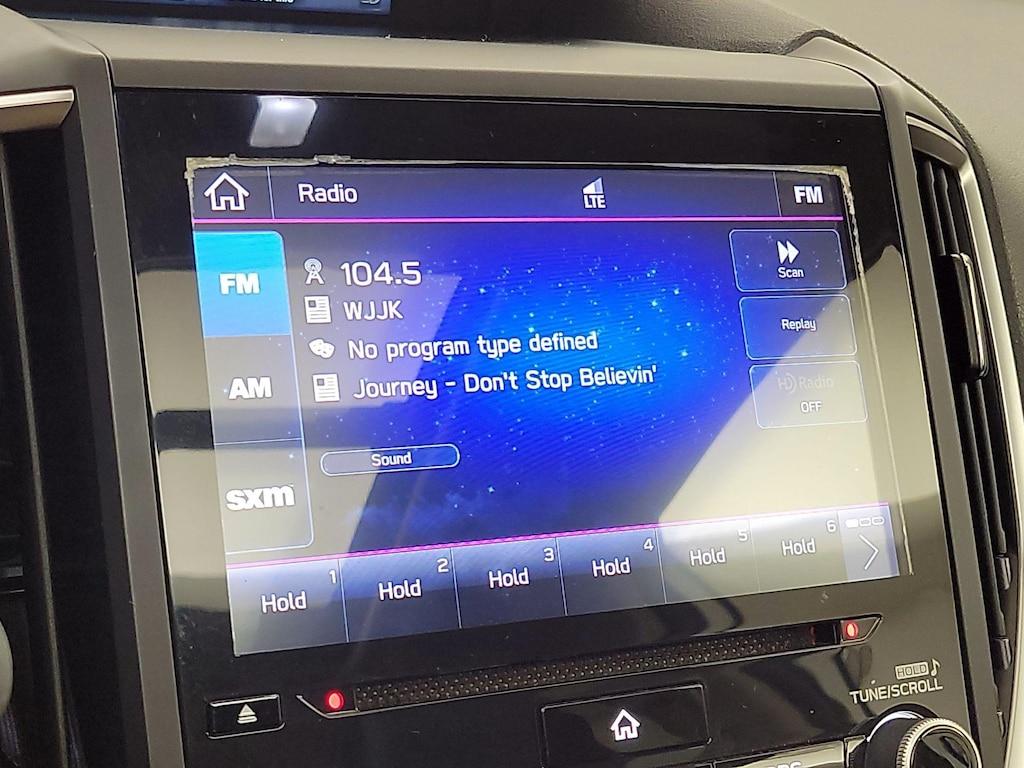 Radio
LTE
FM
FM
AM
sxm
104.5
WJJK
No program type defined
Journey - Don't Stop Believin'
Sound
Scan
Replay
HD Radio
OFF
1
Hold
2
Hold
3
Hold
4
Hold
5
Hold
6
Hold
HOLD
TUNE/SCROLL